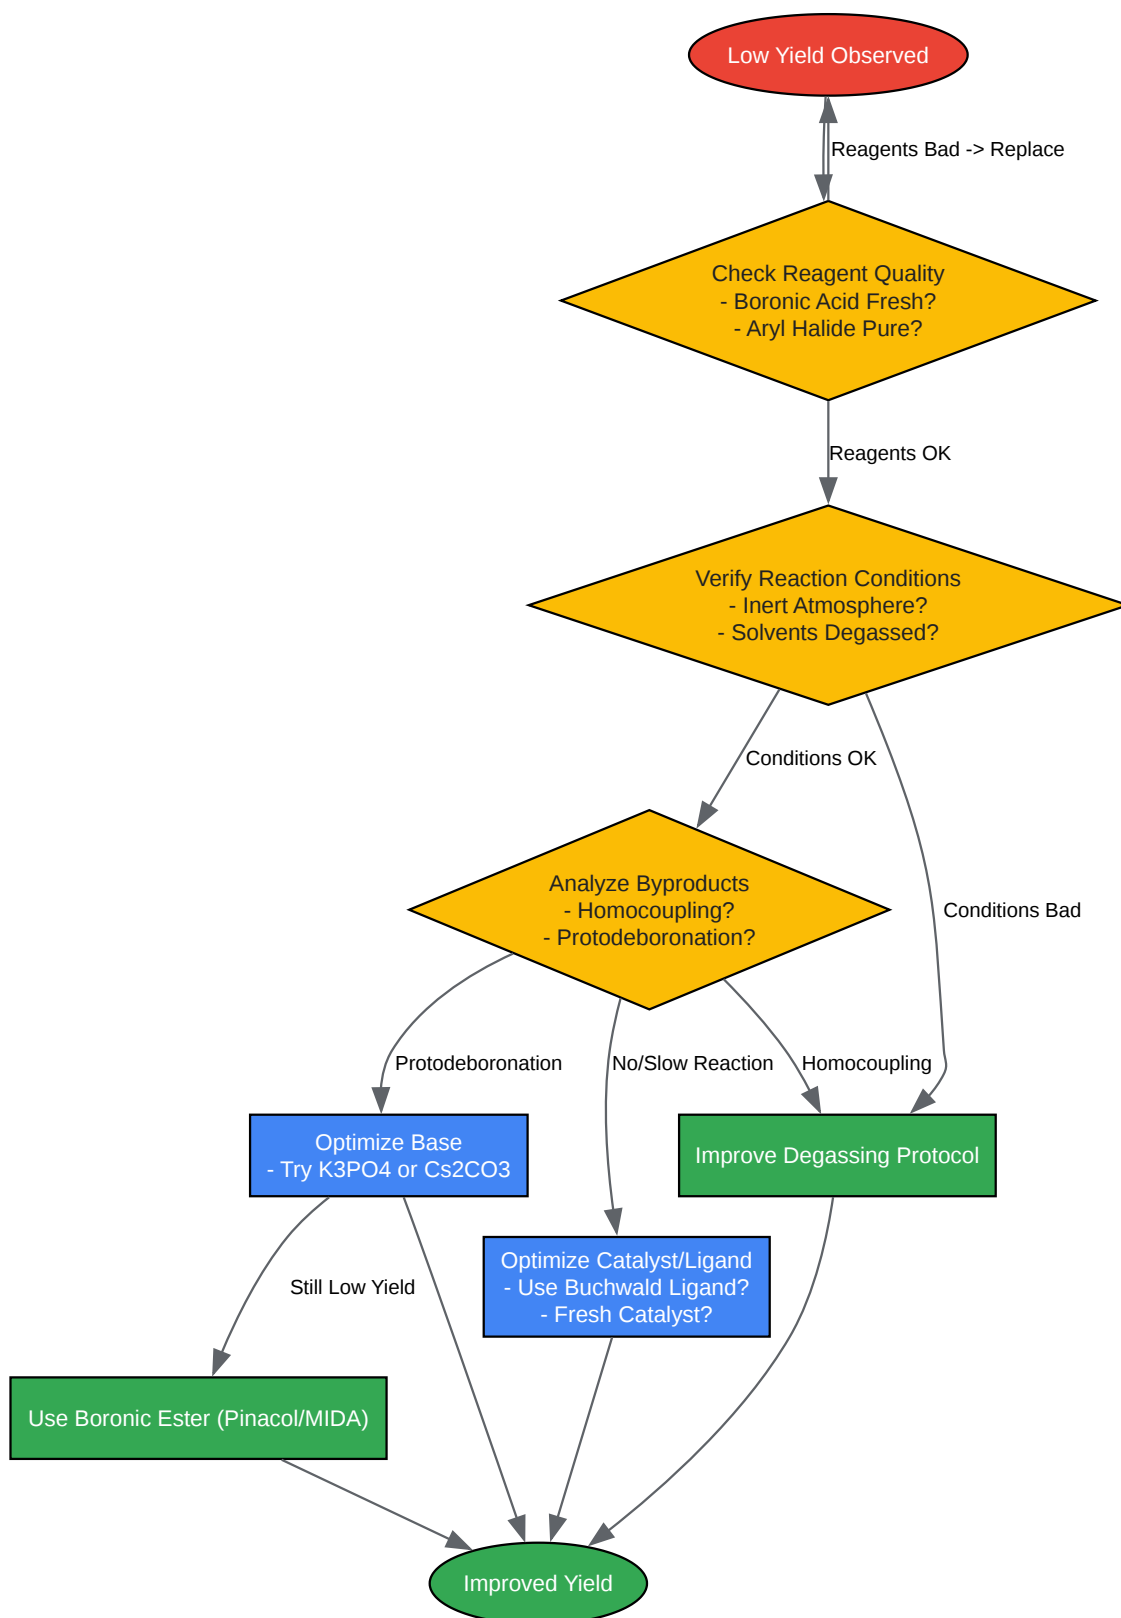 Low Yield Observed
Reagents Bad -> Replace
Check Reagent Quality
- Boronic Acid Fresh?
- Aryl Halide Pure?
Reagents OK
Verify Reaction Conditions
- Inert Atmosphere?
- Solvents Degassed?
Conditions OK
Analyze Byproducts
- Homocoupling?
- Protodeboronation?
Conditions Bad
Protodeboronation
No/Slow Reaction
Homocoupling
Optimize Base
- Try K3PO4 or Cs2CO3
Improve Degassing Protocol
Optimize Catalyst/Ligand
- Use Buchwald Ligand?
- Fresh Catalyst?
Still Low Yield
Use Boronic Ester (Pinacol/MIDA)
Improved Yield